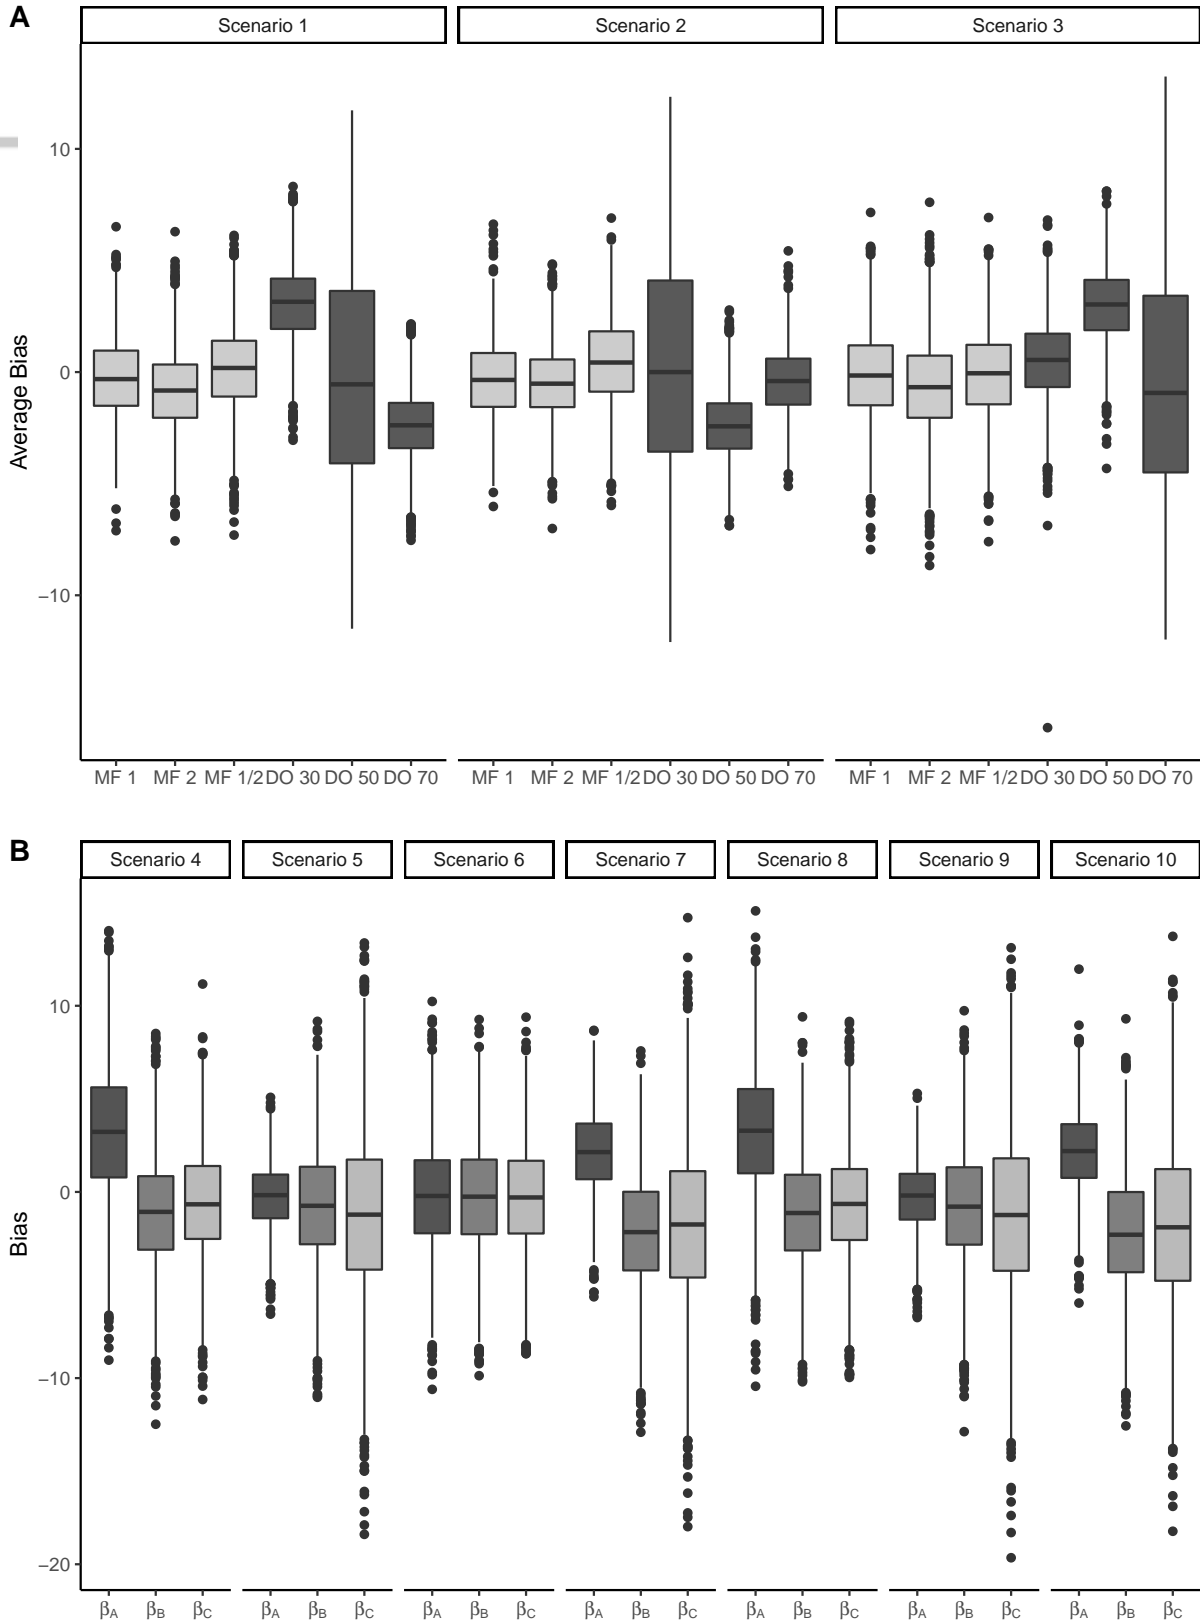 A
Scenario 1 Scenario 2 Scenario 3
10
0
−10
Average Bias
MF 1 MF 2 MF 1/2 DO 30 DO 50 DO 70 MF 1 MF 2 MF 1/2 DO 30 DO 50 DO 70 MF 1 MF 2 MF 1/2 DO 30 DO 50 DO 70
B
Scenario 4 Scenario 5 Scenario 6 Scenario 7 Scenario 8 Scenario 9 Scenario 10
10
0
−10
−20
Bias
βA βB βC βA βB βC βA βB βC βA βB βC βA βB βC βA βB βC βA βB βC